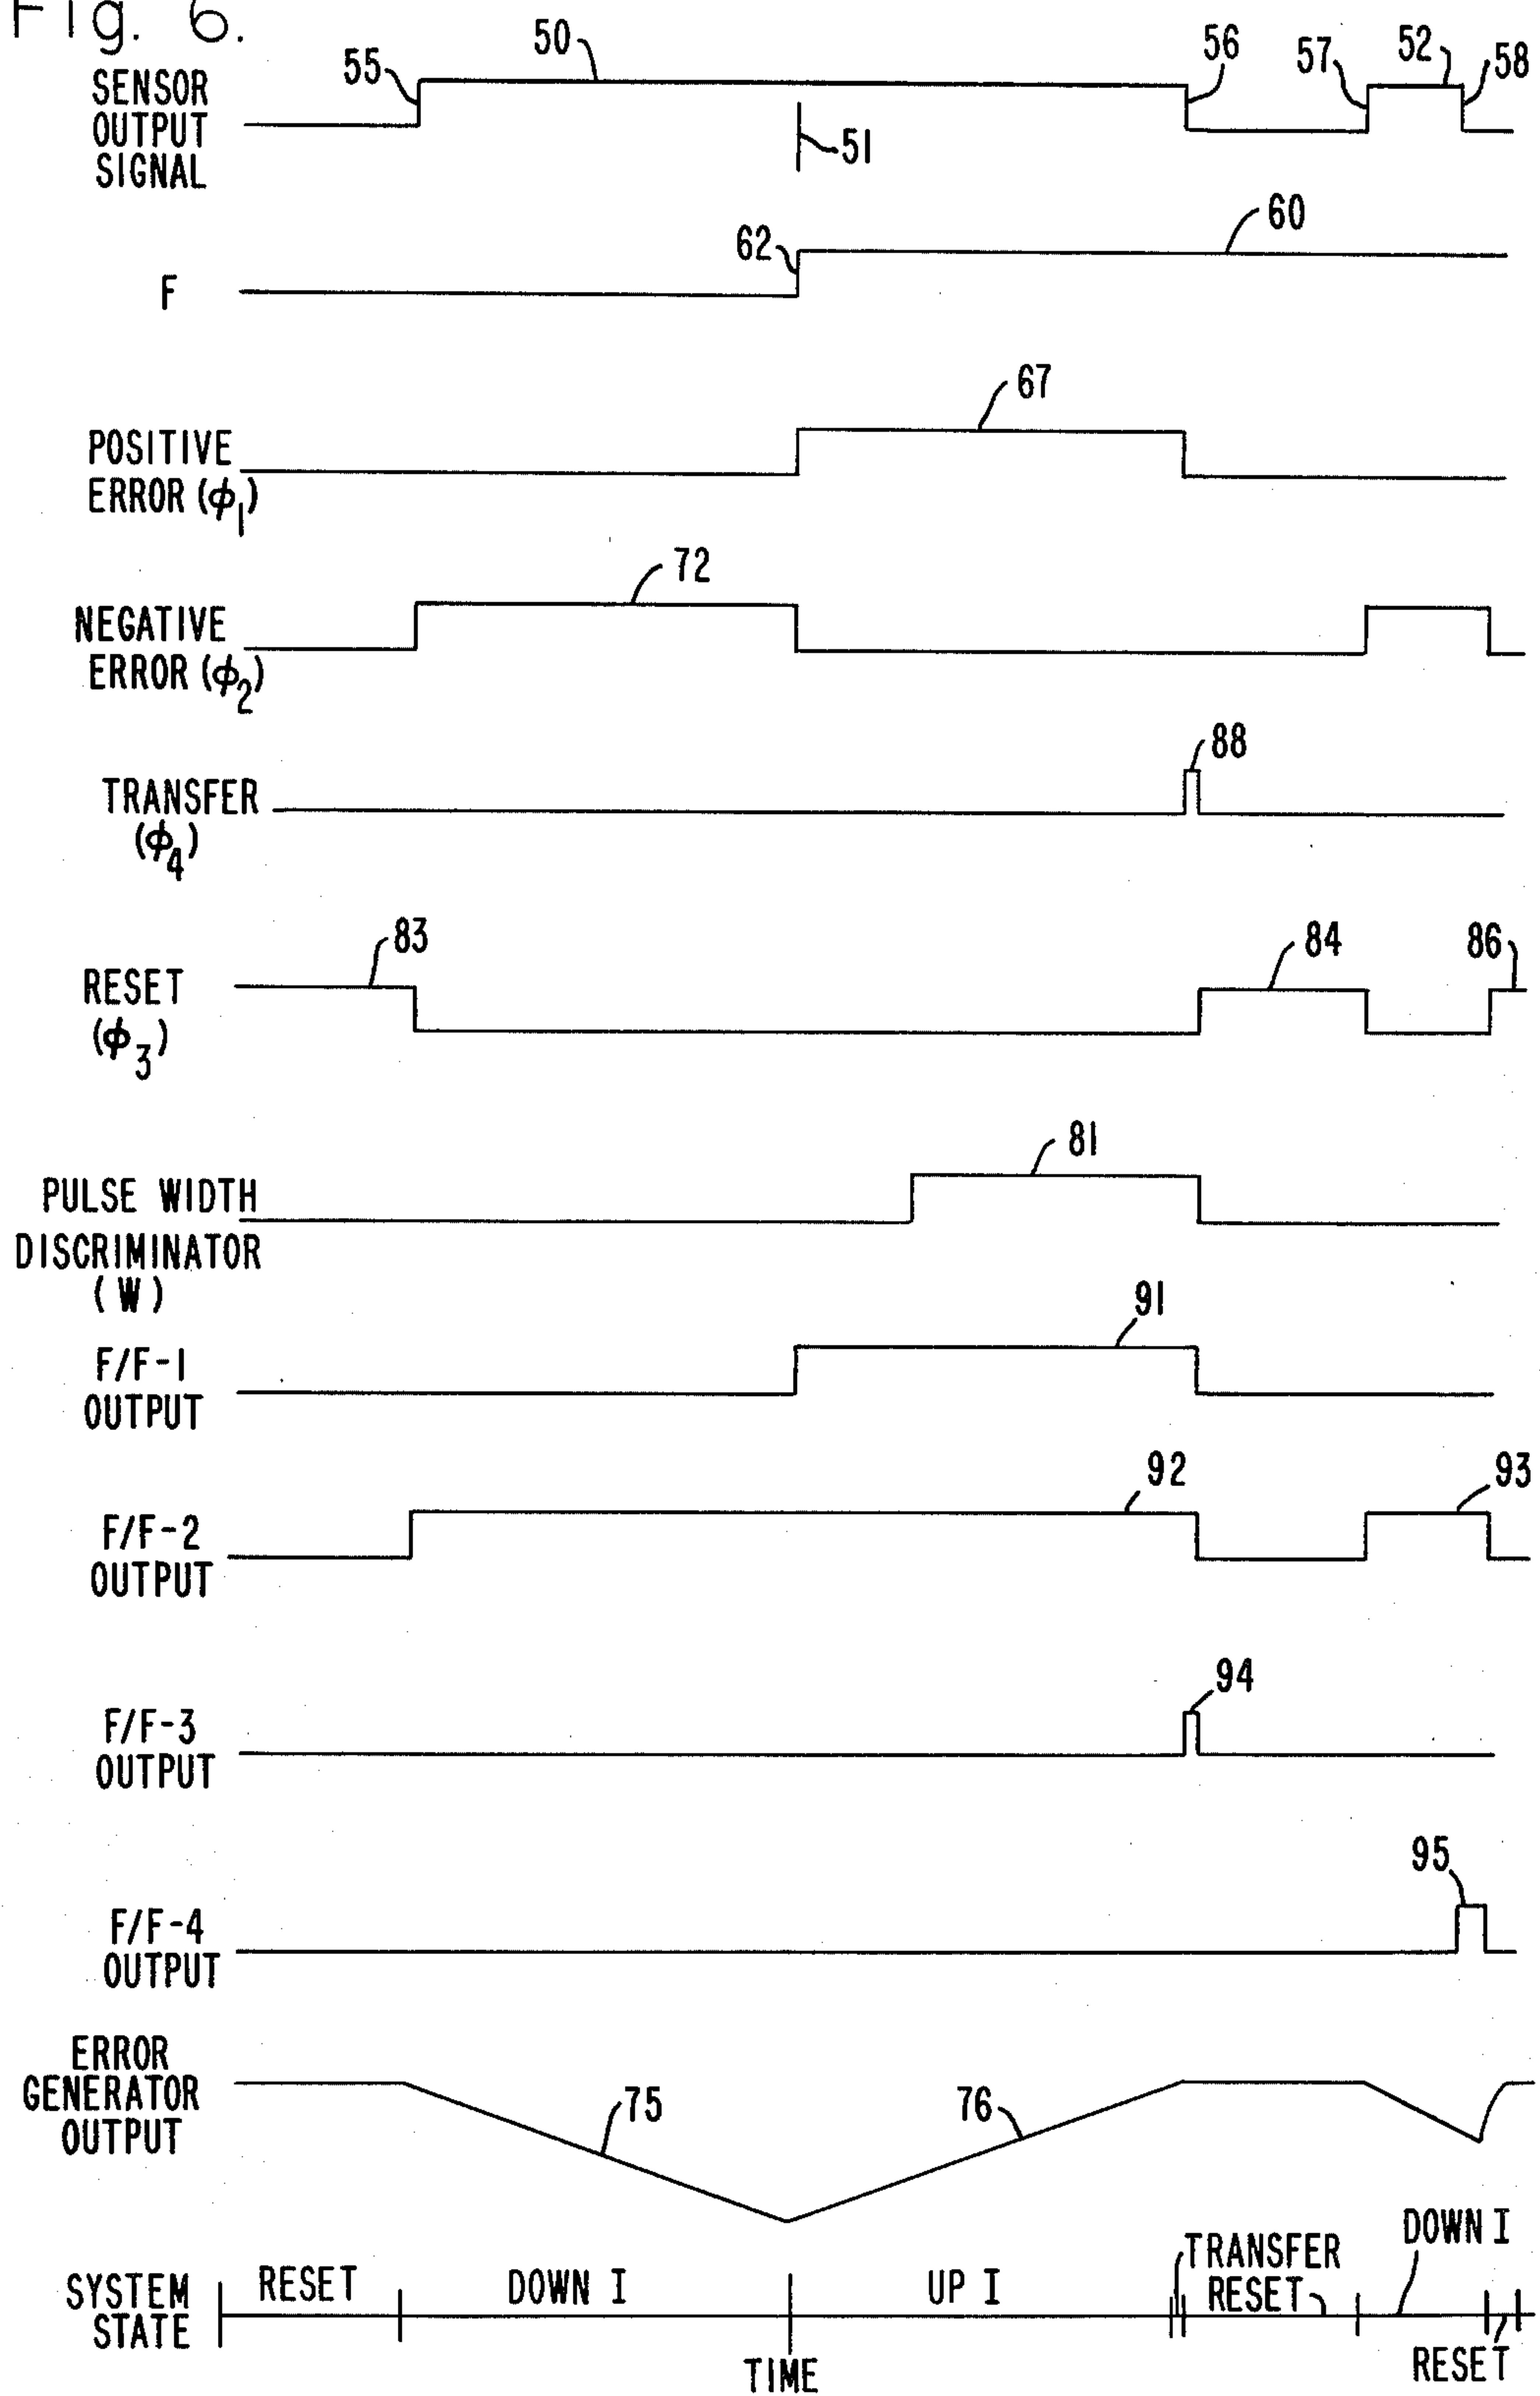 Fig. 6.
55
50
56
57
52
58
SENSOR
OUTPUT
SIGNAL
51
62
60
F
67
POSITIVE
ERROR (ϕ1)
72
NEGATIVE
ERROR (ϕ2)
88
TRANSFER
(ϕ4)
83
84
86
RESET
(ϕ3)
81
PULSE WIDTH
DISCRIMINATOR
(W)
91
F/F-1
OUTPUT
92
93
F/F-2
OUTPUT
94
F/F-3
OUTPUT
95
F/F-4
OUTPUT
ERROR
GENERATOR
OUTPUT
75
76
SYSTEM
STATE
RESET
DOWN I
UP I
TRANSFER
RESET
DOWN I
RESET
TIME